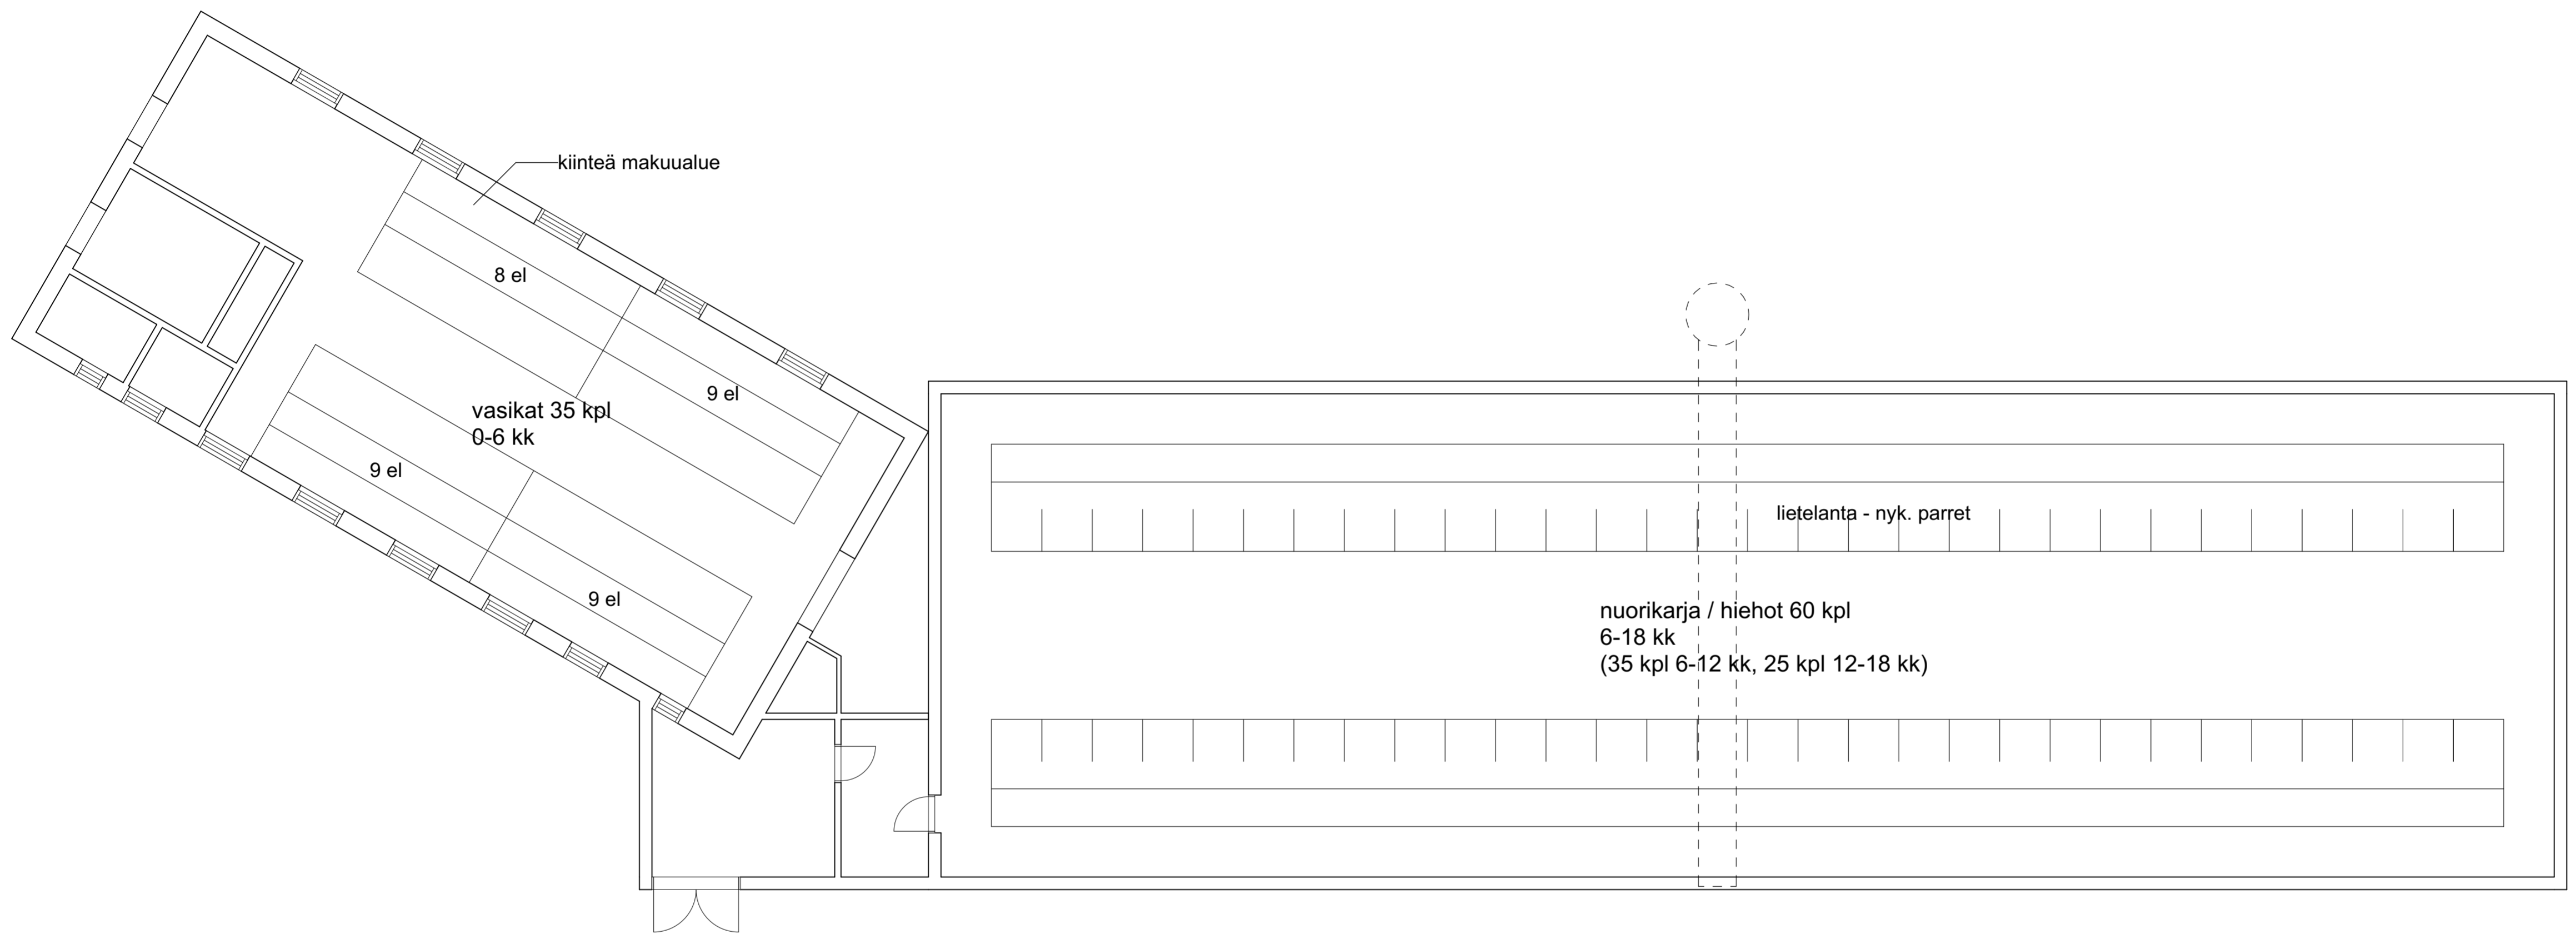 kiinteä makuualue
8 el
9 el
vasikat 35 kpl
0-6 kk
9 el
9 el
lietelanta - nyk. parret
nuorikarja / hiehot 60 kpl
6-18 kk
(35 kpl 6-12 kk, 25 kpl 12-18 kk)